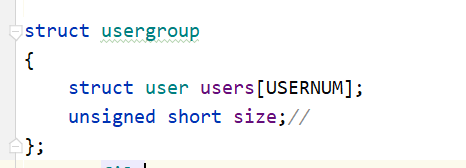 struct usergroup
{
    struct user users[USERNUM];
    unsigned short size;//
};